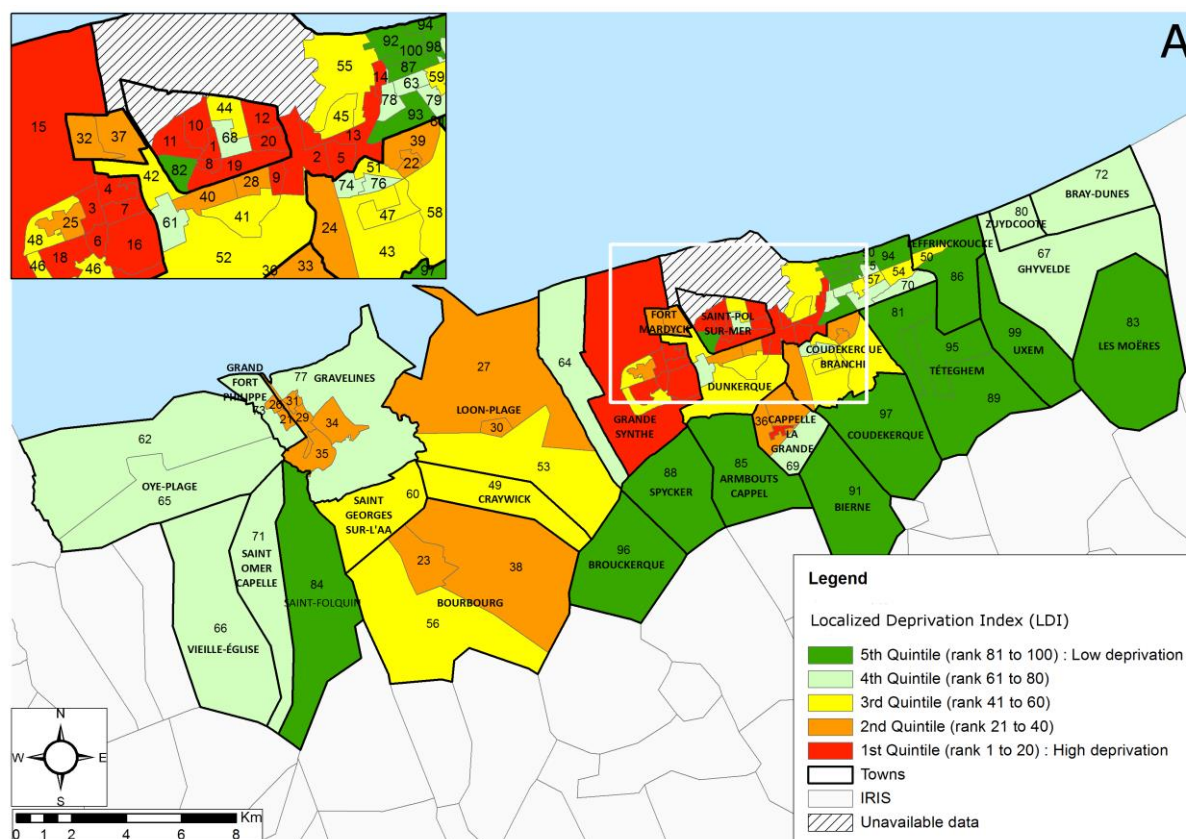 A
94
92
98
100
87
55
14
63
59
78
79
15
44
45
93
10
12
32
37
11
1
68
20
13
39
82
8
19
2
5
22
42
9
51
4
40
28
74
76
3
7
61
41
47
25
24
58
48
6
16
52
43
46
18
46
33
97
72
BRAY-DUNES
80
ZUYDCOOTE
94
LEFFRINCKOUCKE
50
67
GHYVELDE
54
57
86
70
FORT
MARDYCK
SAINT-POL
SUR-MER
81
64
99
UXEM
83
LES MOËRES
COUDEKERQUE
BRANCHE
95
TÉTEGHEM
27
GRAND
FORT
PHILIPPE
77
GRAVELINES
DUNKERQUE
89
LOON-PLAGE
73
26
31
21
29
34
30
GRANDE
SYNTHE
36
CAPPELLE
LA
GRANDE
69
97
COUDEKERQUE
62
35
53
88
SPYCKER
85
ARMBOUTS
CAPPEL
OYE-PLAGE
65
60
49
CRAYWICK
SAINT
GEORGES
SUR-L'AA
91
BIERNE
71
SAINT
OMER
CAPELLE
96
BROUCKERQUE
23
38
84
SAINT-FOLQUIN
BOURBOURG
56
66
VIEILLE-ÉGLISE
Legend
Localized Deprivation Index (LDI)
5th Quintile (rank 81 to 100) : Low deprivation
4th Quintile (rank 61 to 80)
3rd Quintile (rank 41 to 60)
2nd Quintile (rank 21 to 40)
1st Quintile (rank 1 to 20) : High deprivation
Towns
IRIS
Unavailable data
N
W
E
S
Km
0 1 2 4 6 8